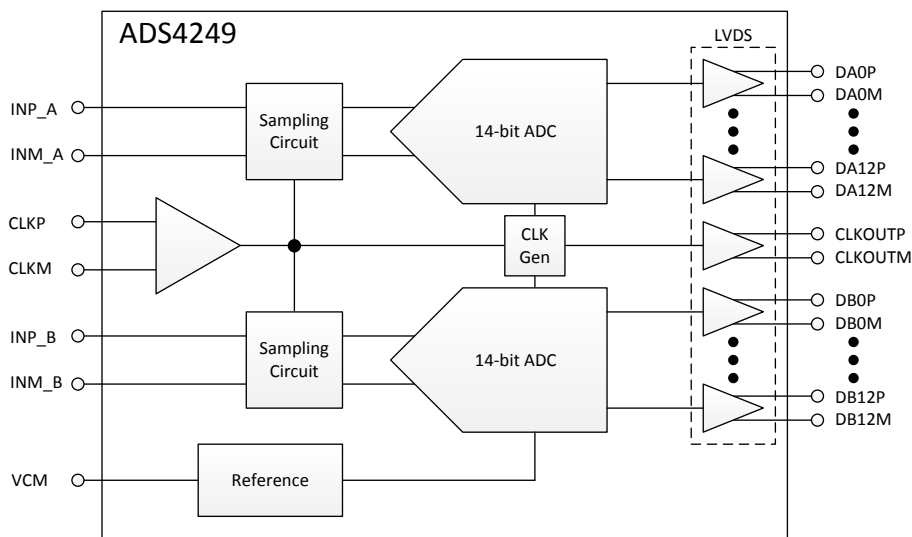 ADS4249
LVDS
INP_A
INM_A
Sampling
Circuit
14-bit ADC
DA0P
DA0M
DA12P
DA12M
CLKP
CLKM
CLK
Gen
CLKOUTP
CLKOUTM
INP_B
INM_B
Sampling
Circuit
14-bit ADC
DB0P
DB0M
DB12P
DB12M
VCM
Reference